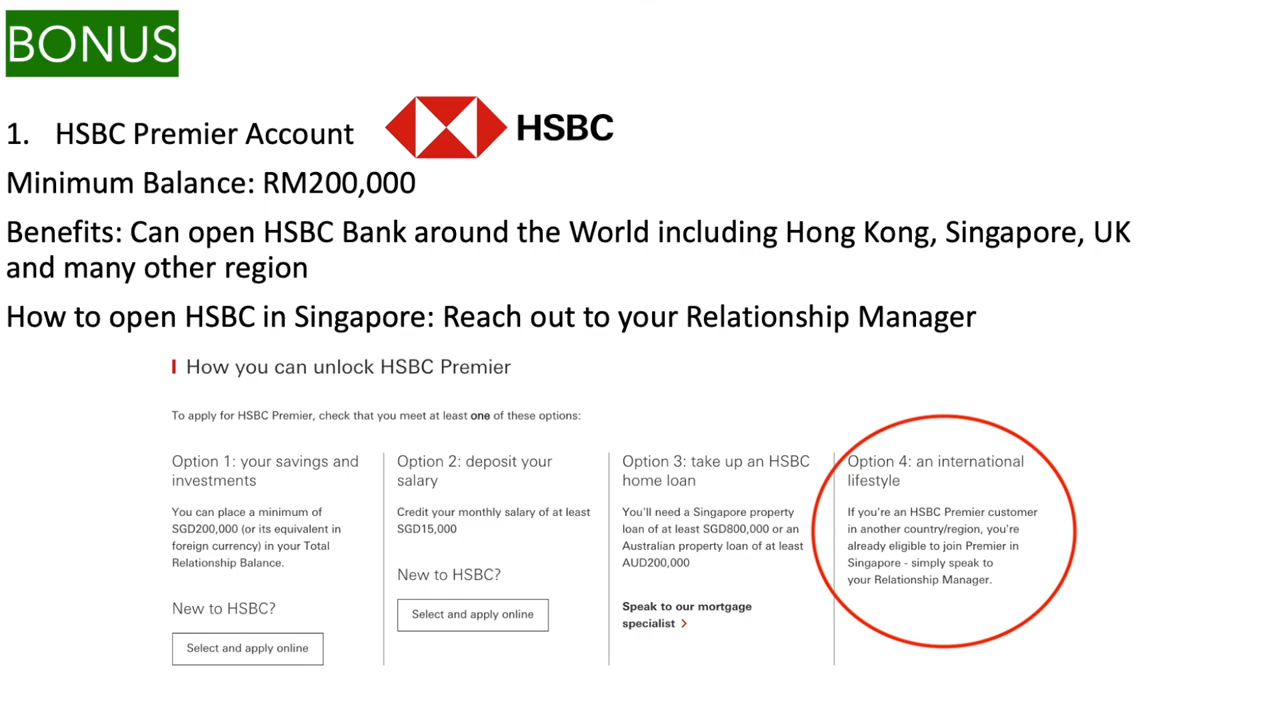 BONUS
1. HSBC Premier Account
HSBC
Minimum Balance: RM200,000
Benefits: Can open HSBC Bank around the World including Hong Kong, Singapore, UK
and many other region
How to open HSBC in Singapore: Reach out to your Relationship Manager
How you can unlock HSBC Premier
To apply for HSBC Premier, check that you meet at least one of these options:
Option 1: your savings and
investments
You can place a minimum of
SGD200,000 (or its equivalent in
foreign currency) in your Total
Relationship Balance.
New to HSBC?
Select and apply online
Option 2: deposit your
salary
Credit your monthly salary of at least
SGD15,000
New to HSBC?
Select and apply online
Option 3: take up an HSBC
home loan
You'll need a Singapore property
loan of at least SGD800,000 or an
Australian property loan of at least
AUD200,000
Speak to our mortgage
specialist >
Option 4: an international
lifestyle
If you're an HSBC Premier customer
in another country/region, you're
already eligible to join Premier in
Singapore - simply speak to
your Relationship Manager.